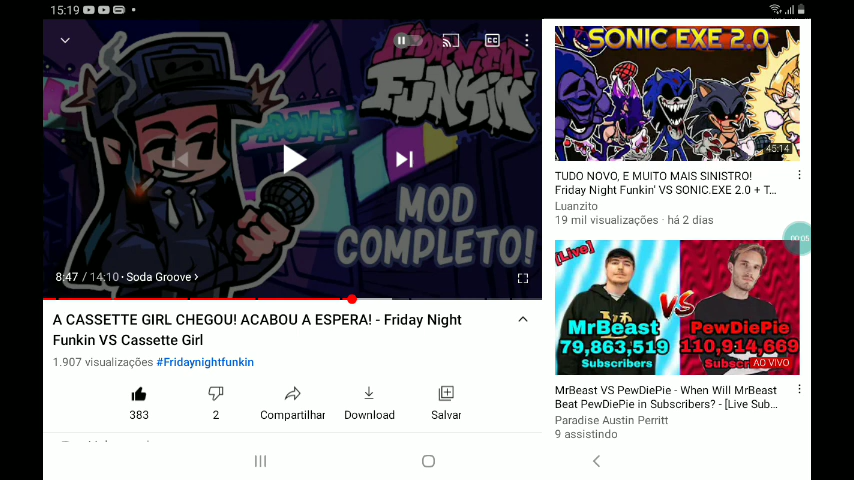 15:19
FRIDAY NIGHT
FUNKIN'
MOD
COMPLETO!
CC
8:47 / 14:10 · Soda Groove ›
A CASSETTE GIRL CHEGOU! ACABOU A ESPERA! - Friday Night
Funkin VS Cassette Girl
1.907 visualizações #Fridaynightfunkin
383
2
Compartilhar
Download
Salvar
SONIC EXE 2.0
45:14
TUDO NOVO, E MUITO MAIS SINISTRO!
Friday Night Funkin' VS SONIC.EXE 2.0 + T...
Luanzito
19 mil visualizações · há 2 dias
00:05
[Live]
VS
MrBeast
79,863,519
Subscribers
PewDiePie
110,914,669
Subsc
AO VIVO
MrBeast VS PewDiePie - When Will MrBeast
Beat PewDiePie in Subscribers? - [Live Sub...
Paradise Austin Perritt
9 assistindo